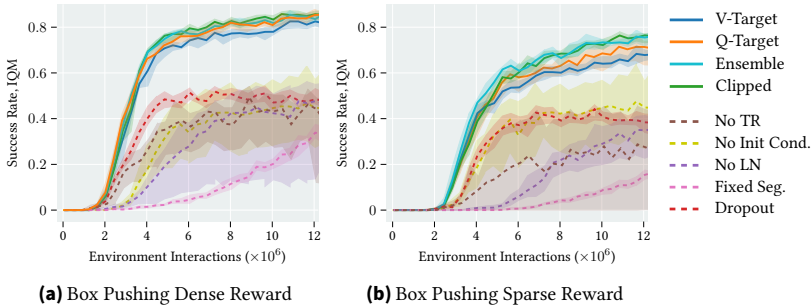 Success Rate, IQM
0.8
0.6
0.4
0.2
0
0 2 4 6 8 10 12
Environment Interactions (×10⁶)
(a) Box Pushing Dense Reward
Success Rate, IQM
0.8
0.6
0.4
0.2
0
0 2 4 6 8 10 12
Environment Interactions (×10⁶)
(b) Box Pushing Sparse Reward
V-Target
Q-Target
Ensemble
Clipped
No TR
No Init Cond.
No LN
Fixed Seg.
Dropout